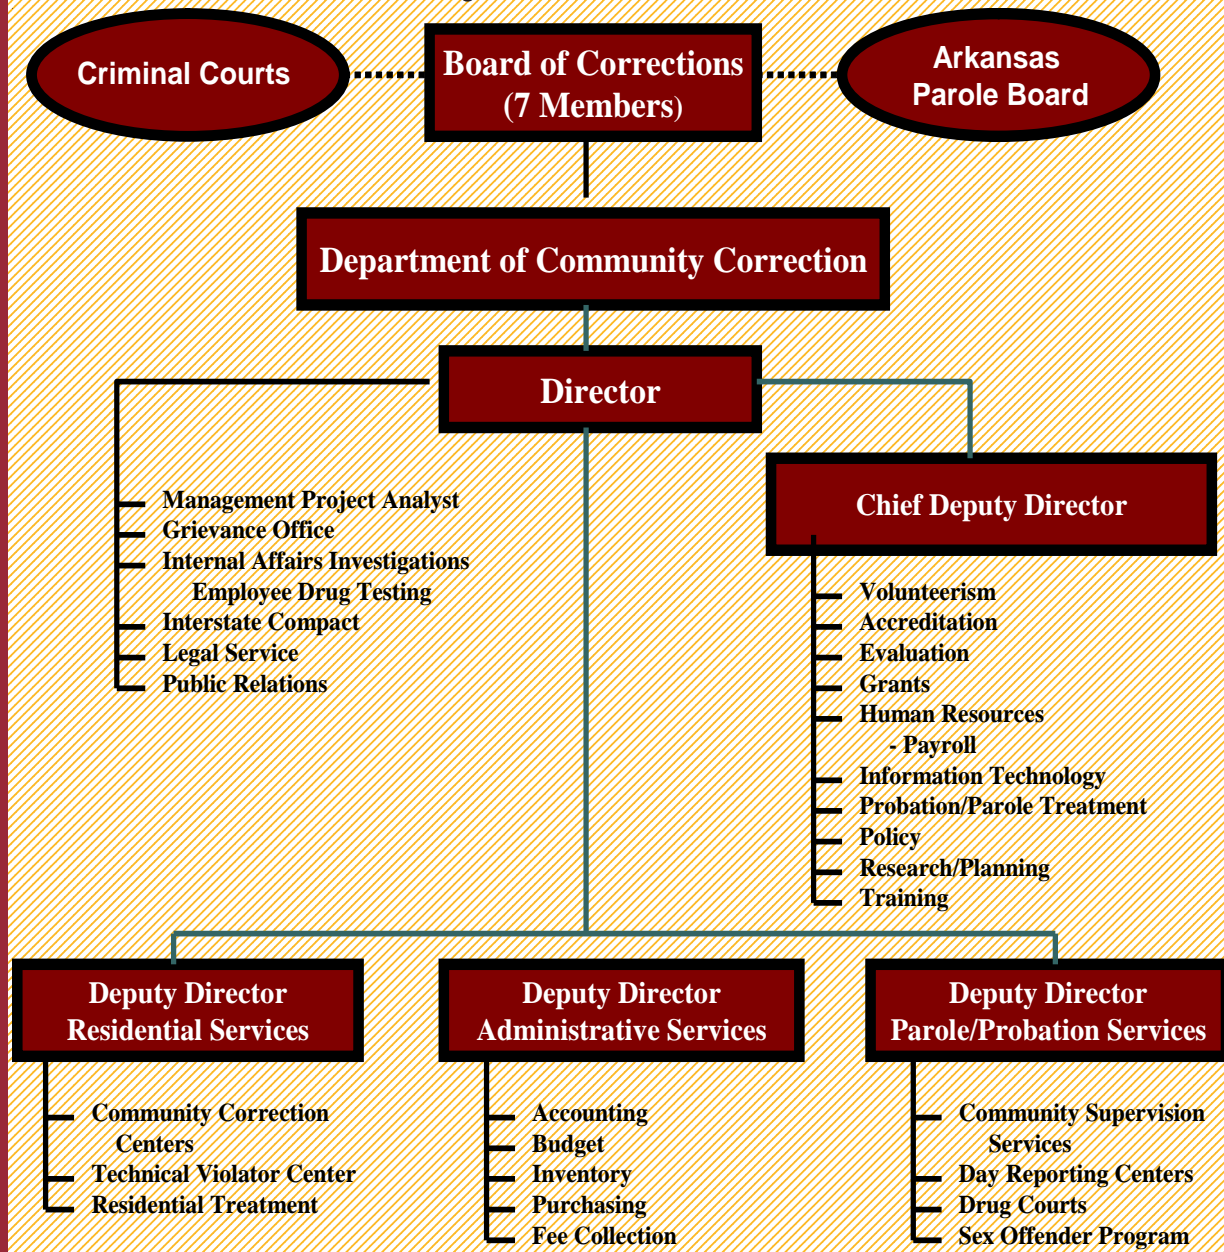 Criminal Courts
Board of Corrections
(7 Members)
Arkansas
Parole Board
Department of Community Correction
Director
Management Project Analyst
Grievance Office
Internal Affairs Investigations
Employee Drug Testing
Interstate Compact
Legal Service
Public Relations
Chief Deputy Director
Volunteerism
Accreditation
Evaluation
Grants
Human Resources
- Payroll
Information Technology
Probation/Parole Treatment
Policy
Research/Planning
Training
Deputy Director
Residential Services
Community Correction
Centers
Technical Violator Center
Residential Treatment
Deputy Director
Administrative Services
Accounting
Budget
Inventory
Purchasing
Fee Collection
Deputy Director
Parole/Probation Services
Community Supervision
Services
Day Reporting Centers
Drug Courts
Sex Offender Program